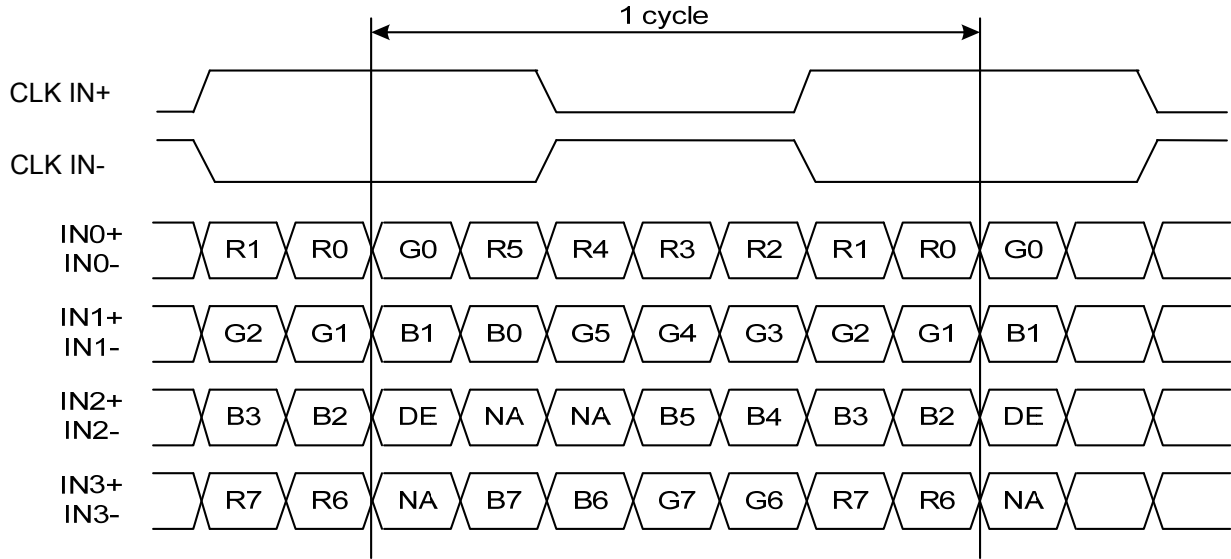 1 cycle
CLK IN+
CLK IN-
IN0+
IN0-
R1 R0 G0 R5 R4 R3 R2 R1 R0 G0
IN1+
IN1-
G2 G1 B1 B0 G5 G4 G3 G2 G1 B1
IN2+
IN2-
B3 B2 DE NA NA B5 B4 B3 B2 DE
IN3+
IN3-
R7 R6 NA B7 B6 G7 G6 R7 R6 NA